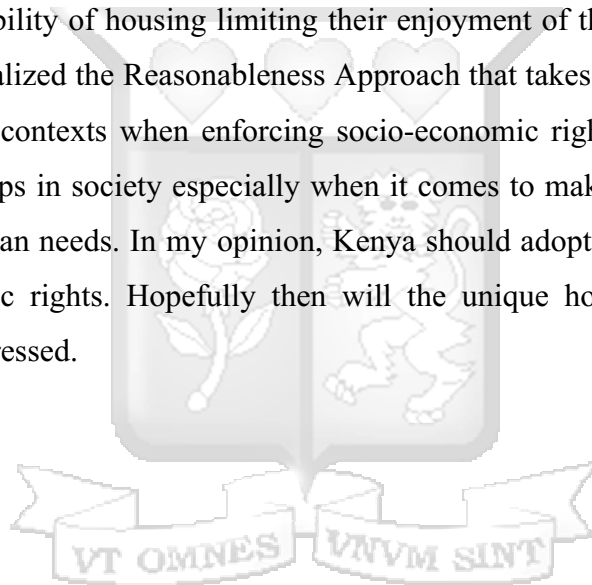 bility of housing limiting their enjoyment of th
alized the Reasonableness Approach that takes
contexts when enforcing socio-economic righ
ps in society especially when it comes to mak
an needs. In my opinion, Kenya should adopt
c rights. Hopefully then will the unique ho
ressed.
VT OMNES VNVM SINT